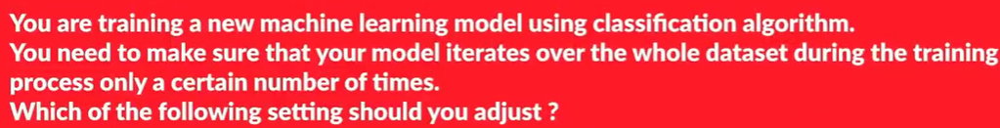 You are training a new machine learning model using classification algorithm.
You need to make sure that your model iterates over the whole dataset during the training
process only a certain number of times.
Which of the following setting should you adjust ?